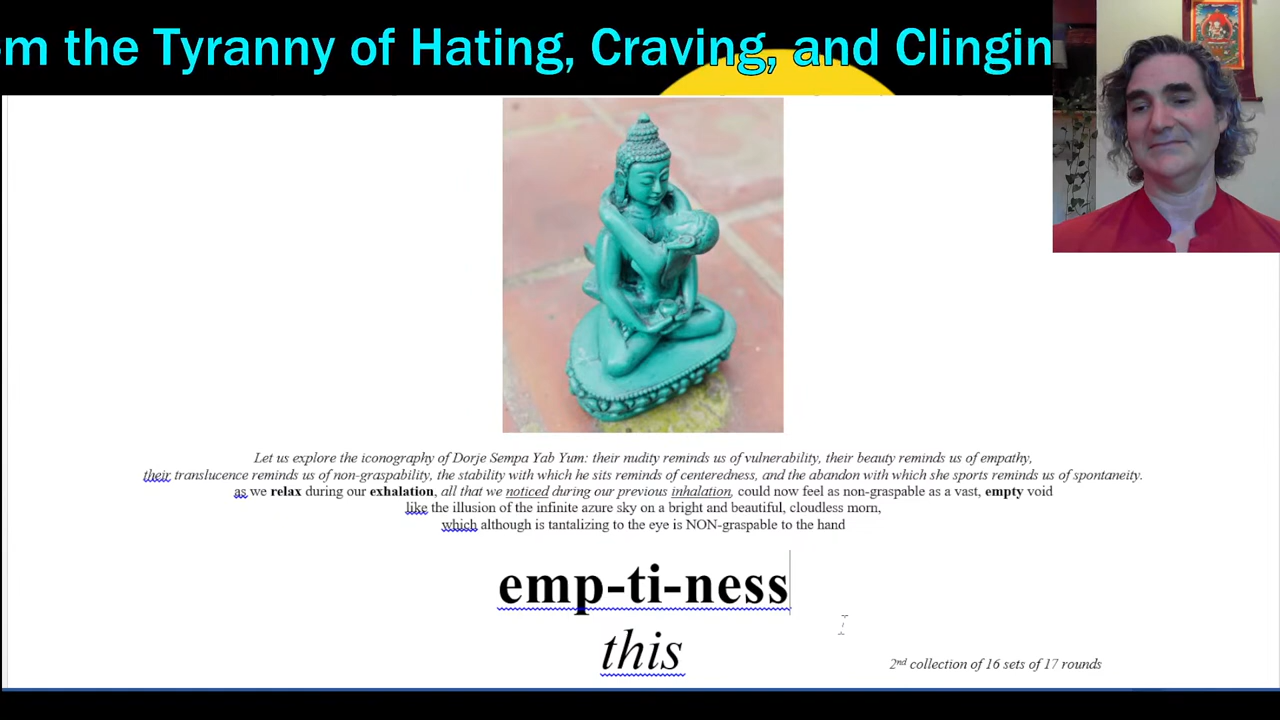 m the Tyranny of Hating, Craving, and Clingin
Let us explore the iconography of Dorje Sempa Yab Yum: their nudity reminds us of vulnerability, their beauty reminds us of empathy,
their translucence reminds us of non-graspability, the stability with which he sits reminds of centeredness, and the abandon with which she sports reminds us of spontaneity.
as we relax during our exhalation, all that we noticed during our previous inhalation, could now feel as non-graspable as a vast, empty void
like the illusion of the infinite azure sky on a bright and beautiful, cloudless morn,
which although is tantalizing to the eye is NON-graspable to the hand
emp-ti-ness
this
2nd collection of 16 sets of 17 rounds